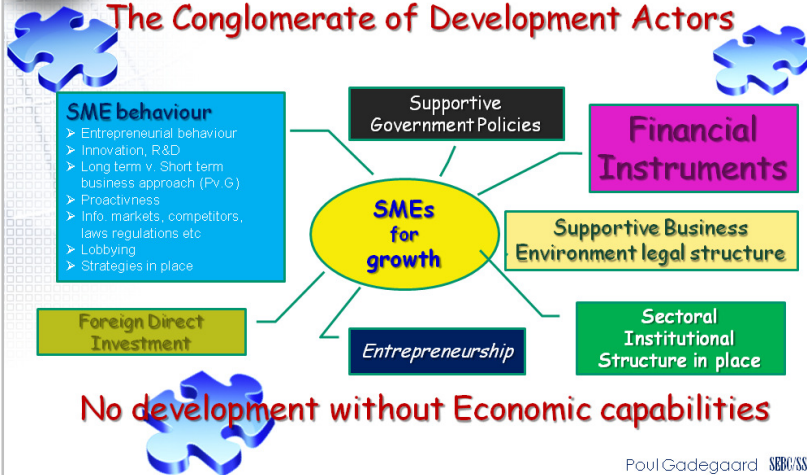 The Conglomerate of Development Actors
SME behaviour
➢ Entrepreneurial behaviour
➢ Innovation, R&D
➢ Long term v. Short term
business approach (Pv.G)
➢ Proactivness
➢ Info. markets, competitors,
laws regulations etc
➢ Lobbying
➢ Strategies in place
Supportive
Government Policies
Financial
Instruments
SMEs
for
growth
Supportive Business
Environment legal structure
Foreign Direct
Investment
Entrepreneurship
Sectoral
Institutional
Structure in place
No development without Economic capabilities
Poul Gadegaard SEBC/SS